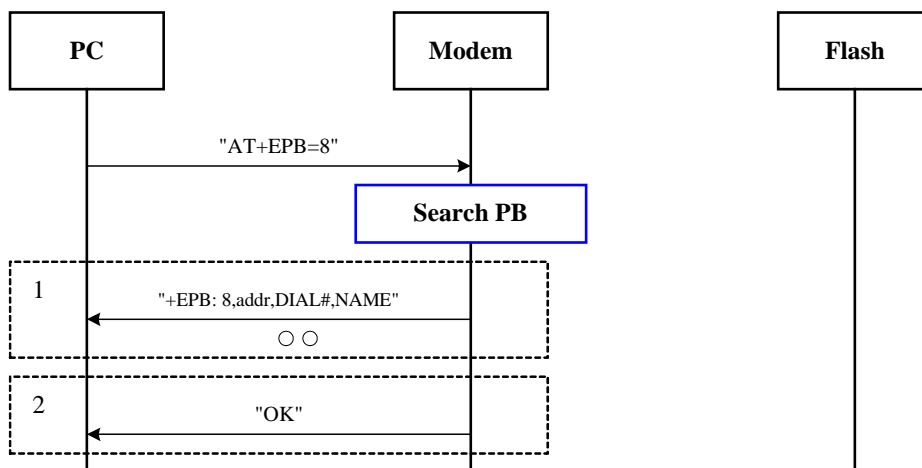 PC
Modem
Flash
"AT+EPB=8"
Search PB
1
"+EPB: 8,addr,DIAL#,NAME"
○ ○
2
"OK"